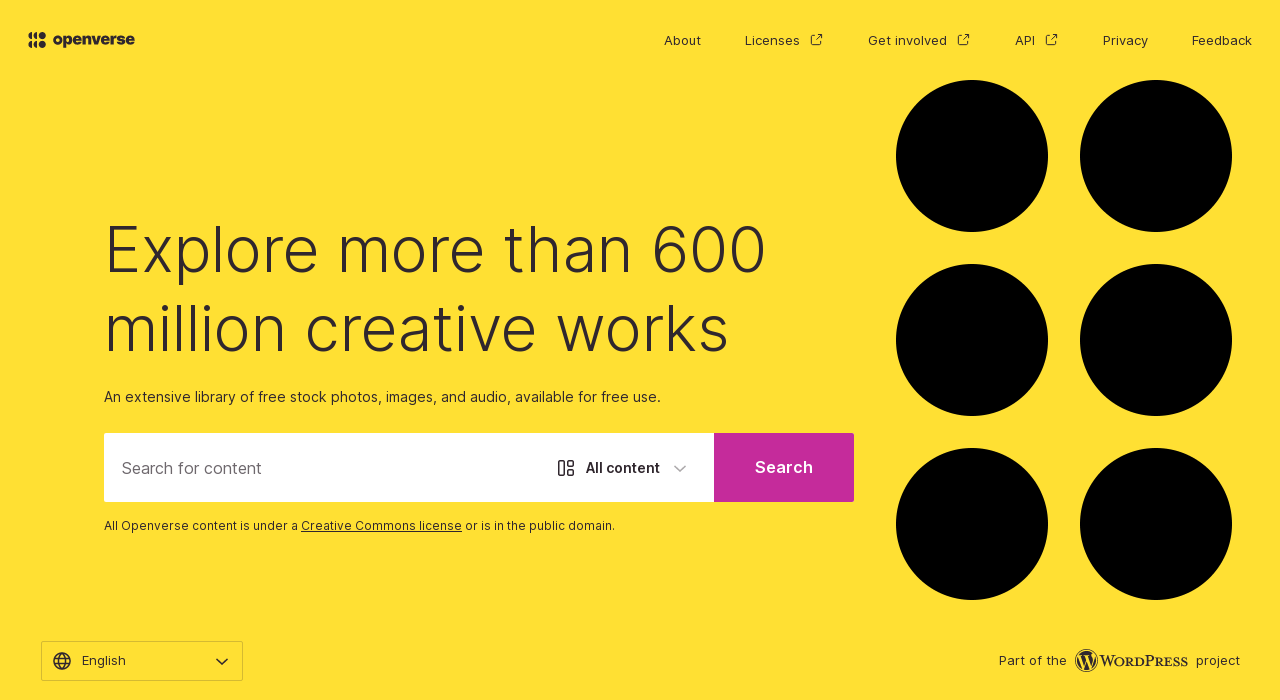 openverse
About
Licenses
Get involved
API
Privacy
Feedback
Explore more than 600
million creative works
An extensive library of free stock photos, images, and audio, available for free use.
Search for content
All content
Search
All Openverse content is under a Creative Commons license or is in the public domain.
English
Part of the WORDPRESS project